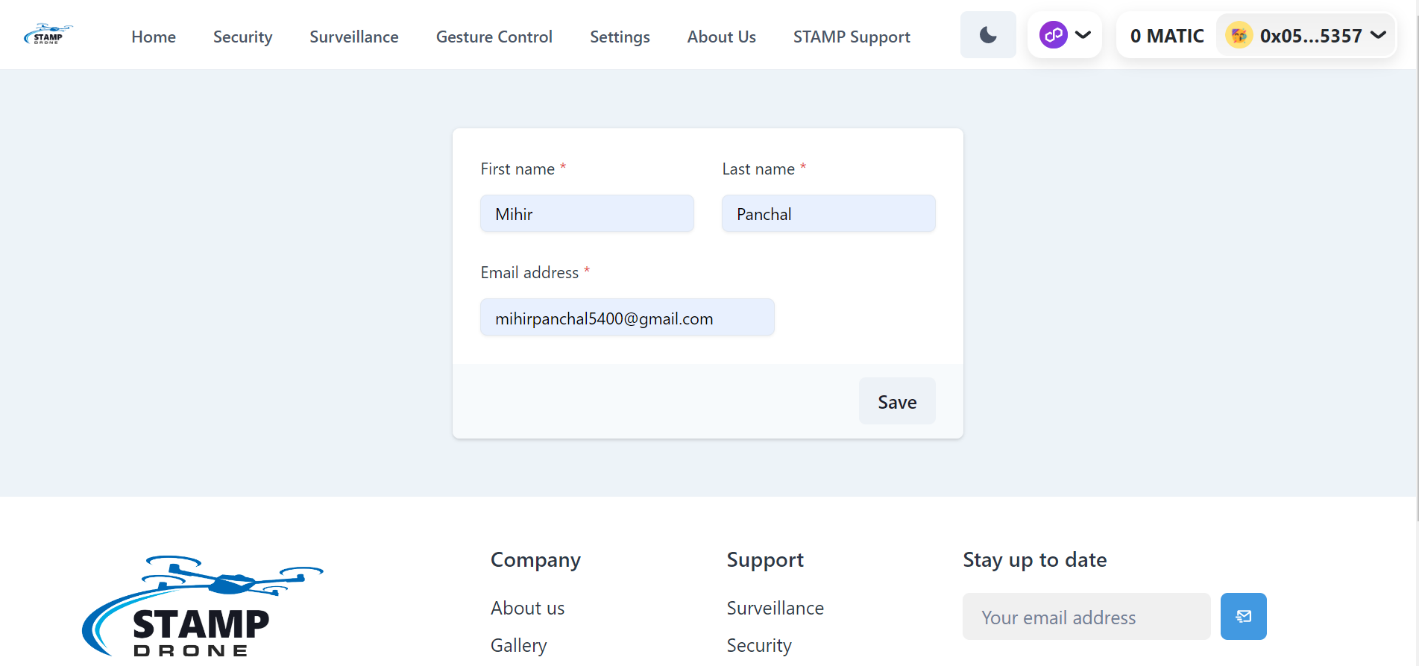 STAMP DRONE Home Security Surveillance Gesture Control Settings About Us STAMP Support 0 MATIC 0x05...5357
First name * Last name *
Mihir Panchal
Email address *
mihirpanchal5400@gmail.com
Save
Company Support Stay up to date
About us Surveillance Your email address
STAMP
DRONE
Gallery Security